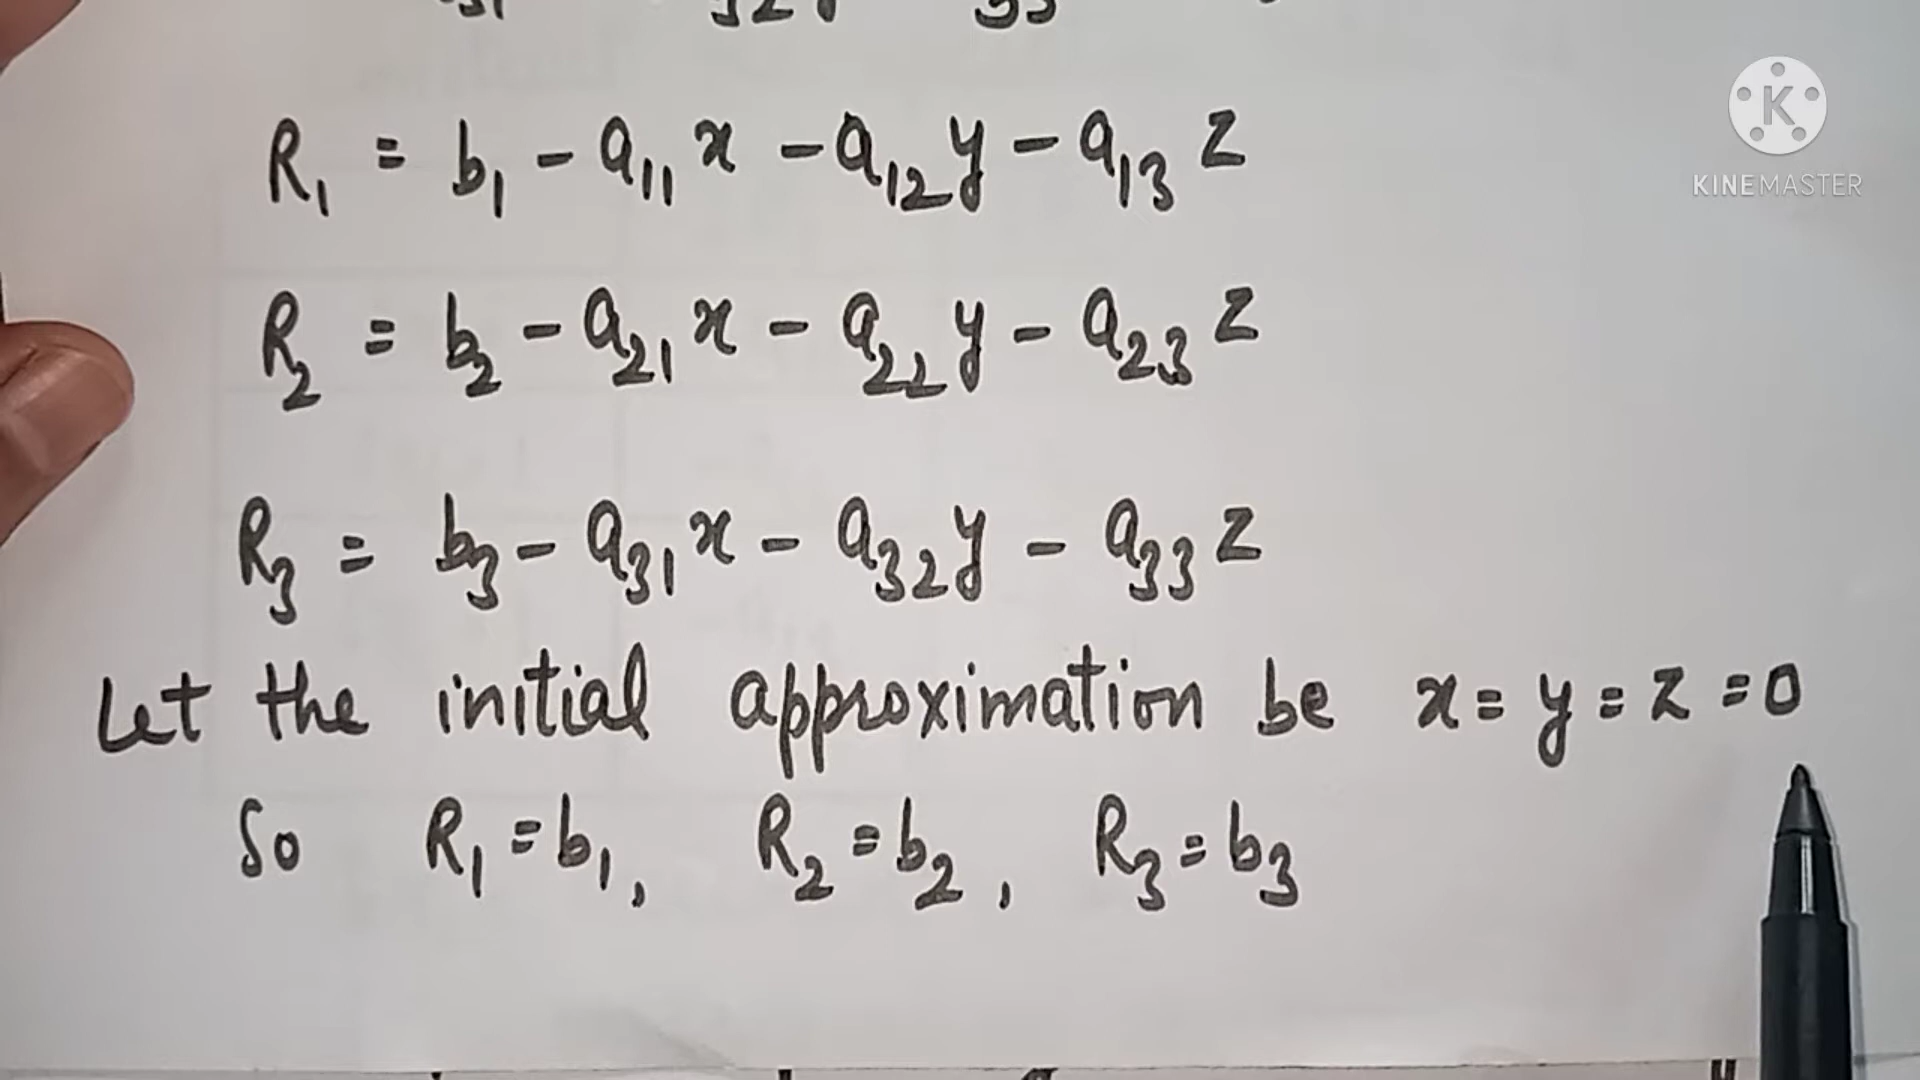 R₁ = b₁ - a₁₁x - a₁₂y - a₁₃z
K
KINEMASTER
R₂ = b₂ - a₂₁x - a₂₂y - a₂₃z
R₃ = b₃ - a₃₁x - a₃₂y - a₃₃z
Let the initial approximation be x = y = z = 0
So R₁ = b₁, R₂ = b₂, R₃ = b₃